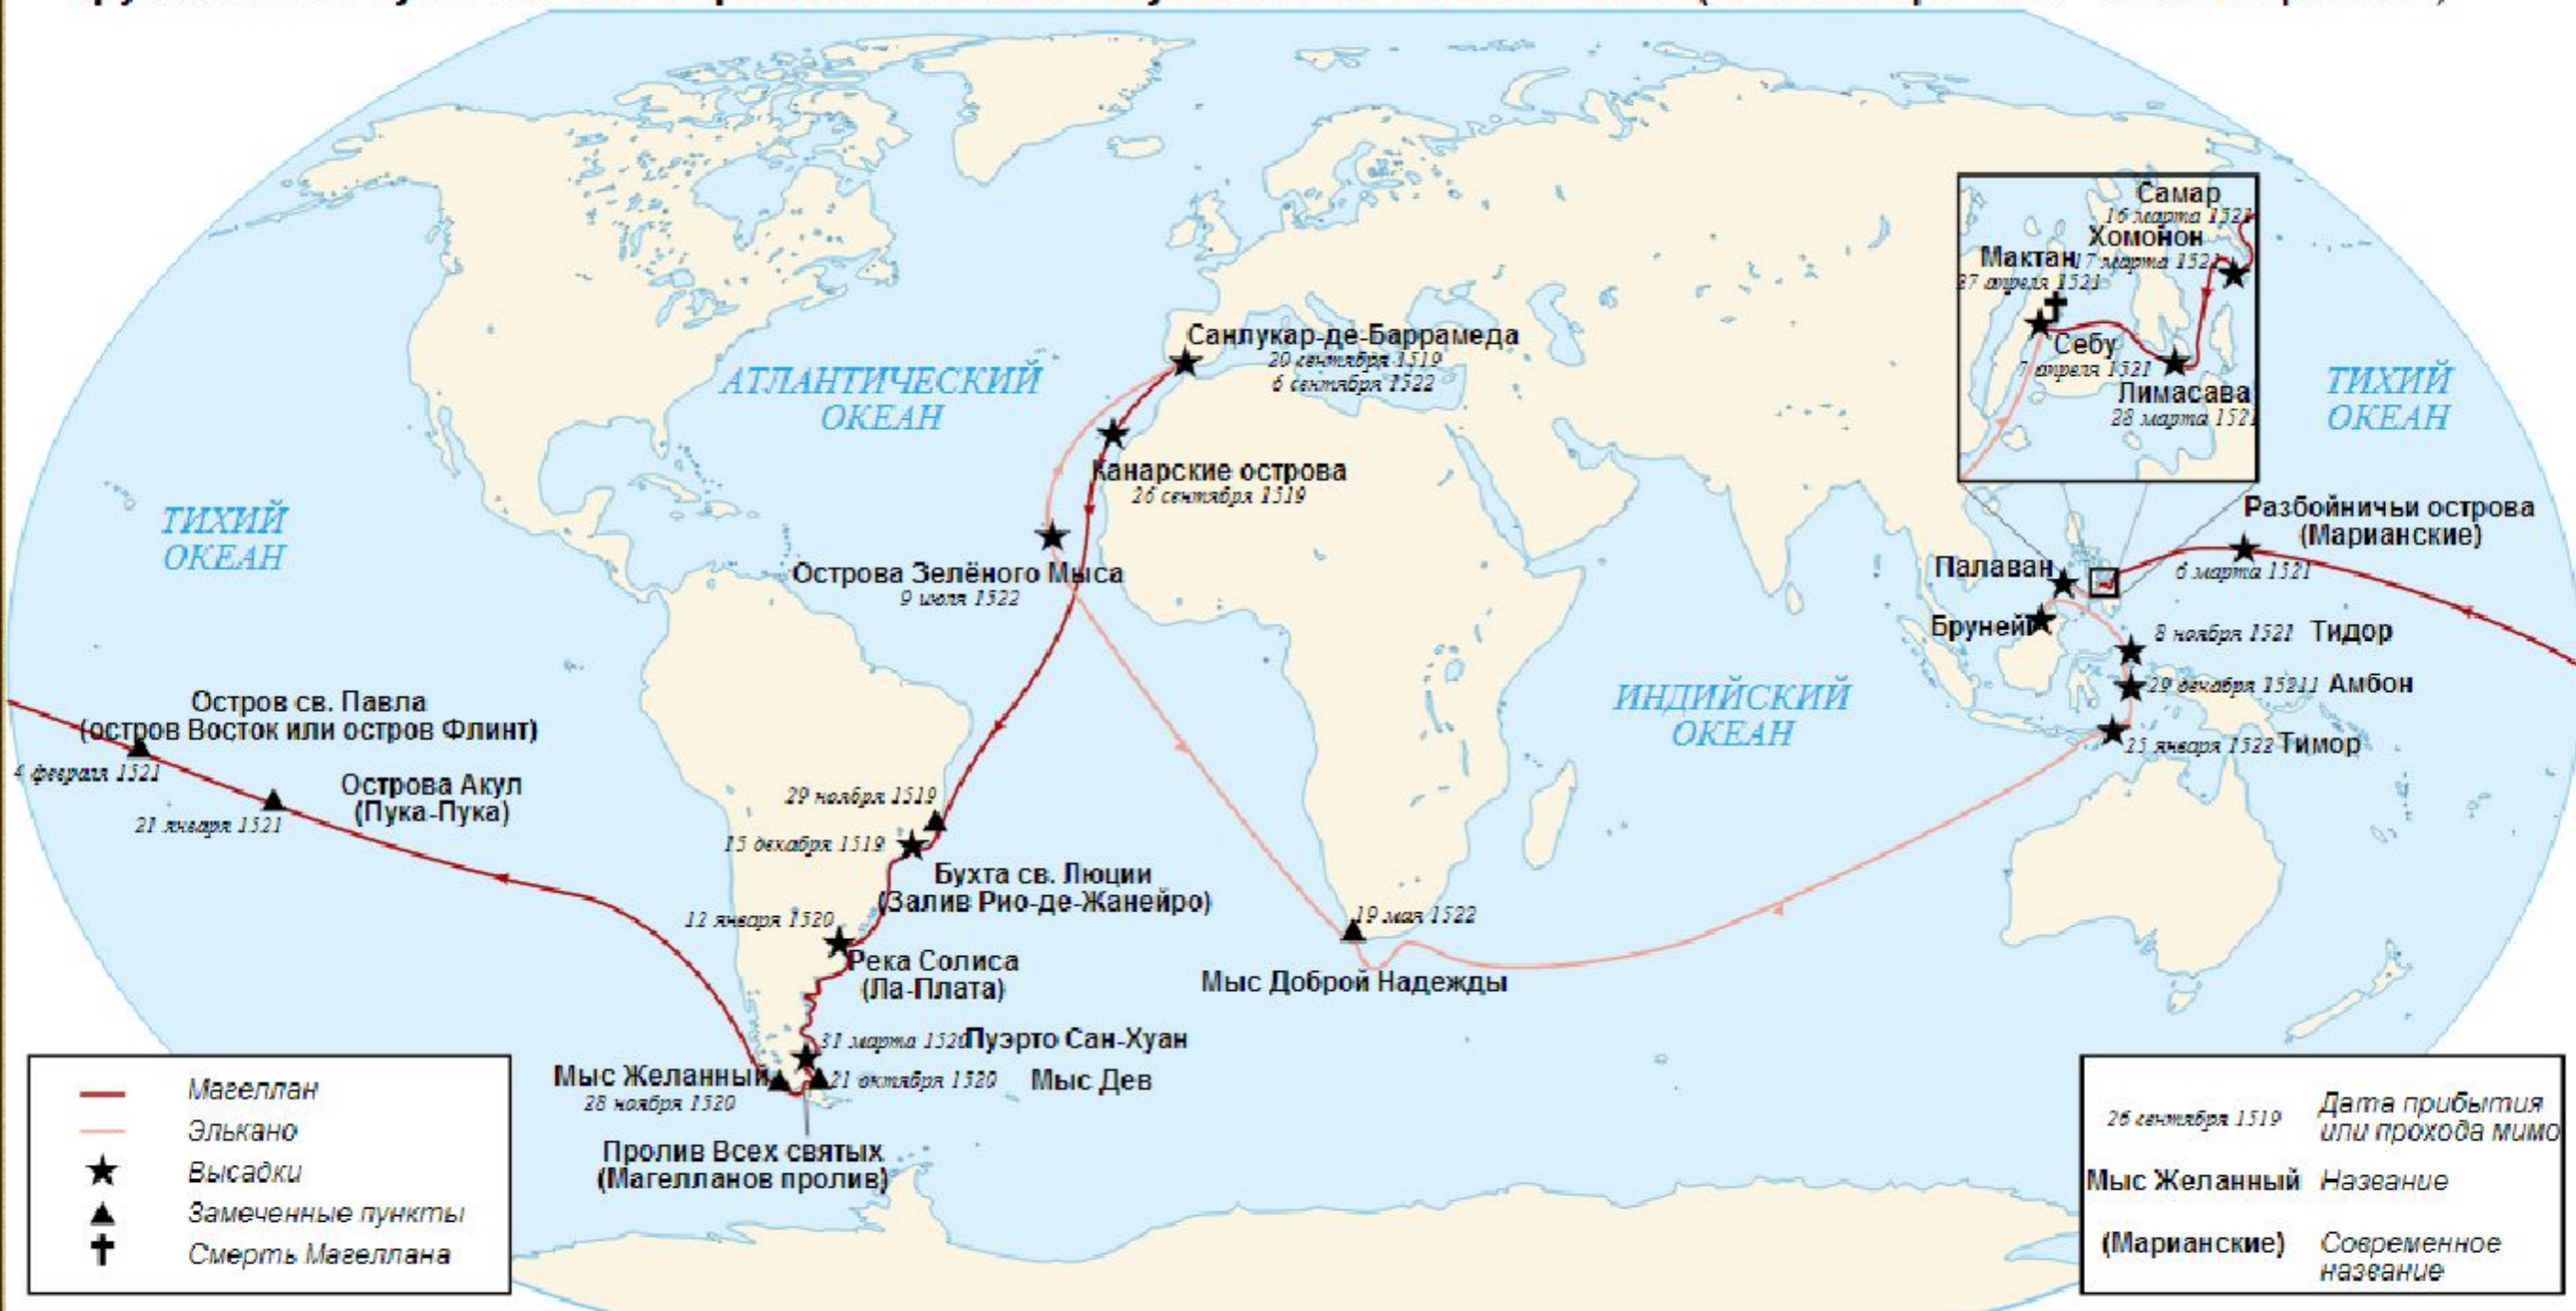 Самар
16 марта 1521
Хомонон
17 марта 1521
Мактан
27 апреля 1521
Себу
7 апреля 1521
Лимасава
28 марта 1521
Санлукар-де-Баррамеда
20 сентября 1519
6 сентября 1522
АТЛАНТИЧЕСКИЙ
ОКЕАН
ТИХИЙ
ОКЕАН
Канарские острова
26 сентября 1519
ТИХИЙ
ОКЕАН
Разбойничьи острова
(Марианские)
6 марта 1521
Палаван
Бруней
Острова Зелёного Мыса
9 июля 1522
8 ноября 1521 Тидор
29 декабря 15211 Амбон
25 января 1522 Тимор
ИНДИЙСКИЙ
ОКЕАН
Остров св. Павла
(остров Восток или остров Флинт)
4 февраля 1521
Острова Акул
(Пука-Пука)
21 января 1521
29 ноября 1519
15 декабря 1519
Бухта св. Люции
(Залив Рио-де-Жанейро)
12 января 1520
Река Солиса
(Ла-Плата)
19 мая 1522
Мыс Доброй Надежды
31 марта 1520 Пуэрто Сан-Хуан
Мыс Желанный
28 ноября 1520
21 октября 1520 Мыс Дев
Пролив Всех святых
(Магелланов пролив)
Магеллан
Элькано
Высадки
Замеченные пункты
Смерть Магеллана
26 сентября 1519 Дата прибытия
или прохода мимо
Мыс Желанный Название
(Марианские) Современное
название